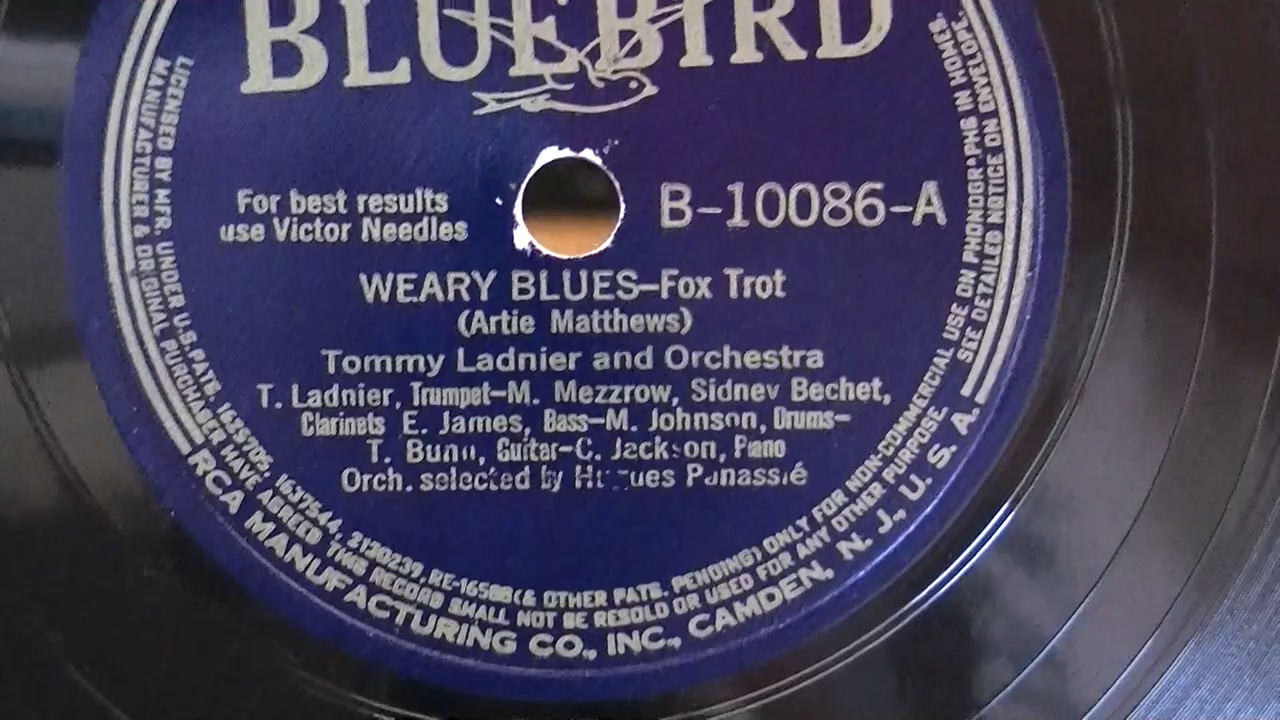 BLUEBIRD
For best results
use Victor Needles
B-10086-A
WEARY BLUES—Fox Trot
(Artie Matthews)
Tommy Ladnier and Orchestra
T. Ladnier, Trumpet—M. Mezzrow, Sidney Bechet,
Clarinets E. James, Bass—M. Johnson, Drums—
T. Bunn, Guitar—C. Jackson, Piano
Orch. selected by Hugues Panassié
LICENSED BY MFR. UNDER U.S. PATS. 1635705, 1637544, 2130239, RE-16588 (& OTHER PATS. PENDING) ONLY FOR NON-COMMERCIAL USE ON PHONOGRAPHS IN HOMES.
MANUFACTURER & ORIGINAL PURCHASER HAVE AGREED THIS RECORD SHALL NOT BE RESOLD OR USED FOR ANY OTHER PURPOSE. SEE DETAILED NOTICE ON ENVELOPE.
RCA MANUFACTURING CO., INC., CAMDEN, N. J., U. S. A.